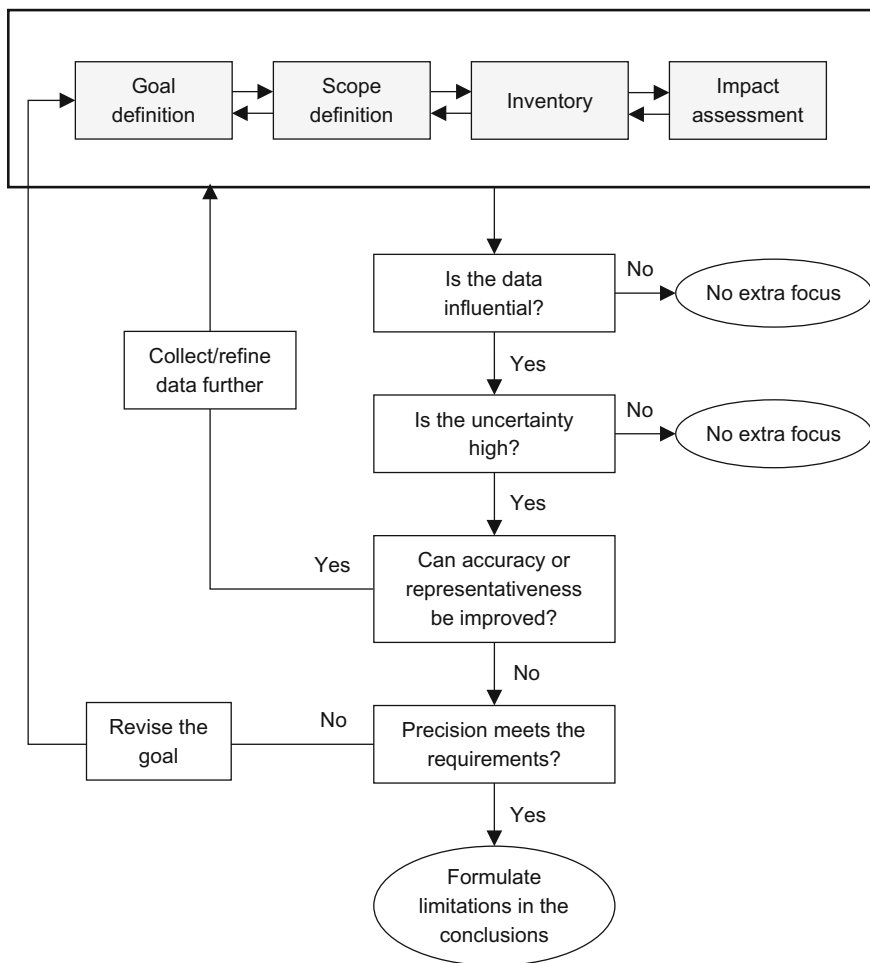 Goal
definition
Scope
definition
Inventory
Impact
assessment
Is the data
influential?
No
No extra focus
Collect/refine
data further
Yes
Is the uncertainty
high?
No
No extra focus
Yes
Can accuracy or
representativeness
be improved?
Yes
No
Revise the
goal
No
Precision meets the
requirements?
Yes
Formulate
limitations in the
conclusions